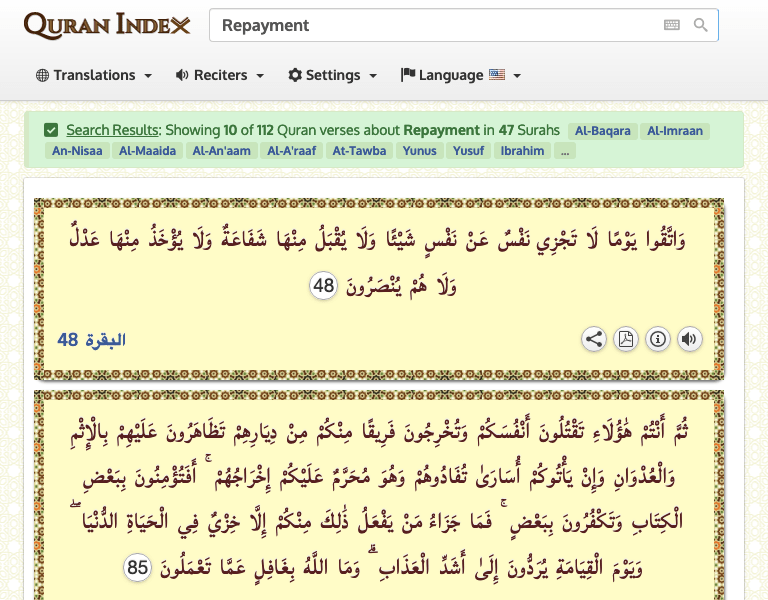 QURAN INDEX
Repayment
Translations Reciters Settings Language
Search Results: Showing 10 of 112 Quran verses about Repayment in 47 Surahs Al-Baqara Al-Imraan
An-Nisaa Al-Maaida Al-An'aam Al-A'raaf At-Tawba Yunus Yusuf Ibrahim ...
وَاتَّقُوا يَوْمًا لَا تَجْزِي نَفْسٌ عَنْ نَفْسٍ شَيْئًا وَلَا يُقْبَلُ مِنْهَا شَفَاعَةٌ وَلَا يُؤْخَذُ مِنْهَا عَدْلٌ
وَلَا هُمْ يُنْصَرُونَ 48
البقرة 48
ثُمَّ أَنْتُمْ هَٰؤُلَاءِ تَقْتُلُونَ أَنْفُسَكُمْ وَتُخْرِجُونَ فَرِيقًا مِنْكُمْ مِنْ دِيَارِهِمْ تَظَاهَرُونَ عَلَيْهِمْ بِالْإِثْمِ
وَالْعُدْوَانِ وَإِنْ يَأْتُوكُمْ أُسَارَىٰ تُفَادُوهُمْ وَهُوَ مُحَرَّمٌ عَلَيْكُمْ إِخْرَاجُهُمْ ۚ أَفَتُؤْمِنُونَ بِبَعْضِ
الْكِتَابِ وَتَكْفُرُونَ بِبَعْضٍ ۚ فَمَا جَزَاءُ مَنْ يَفْعَلُ ذَٰلِكَ مِنْكُمْ إِلَّا خِزْيٌ فِي الْحَيَاةِ الدُّنْيَا ۖ
وَيَوْمَ الْقِيَامَةِ يُرَدُّونَ إِلَىٰ أَشَدِّ الْعَذَابِ ۗ وَمَا اللَّهُ بِغَافِلٍ عَمَّا تَعْمَلُونَ 85